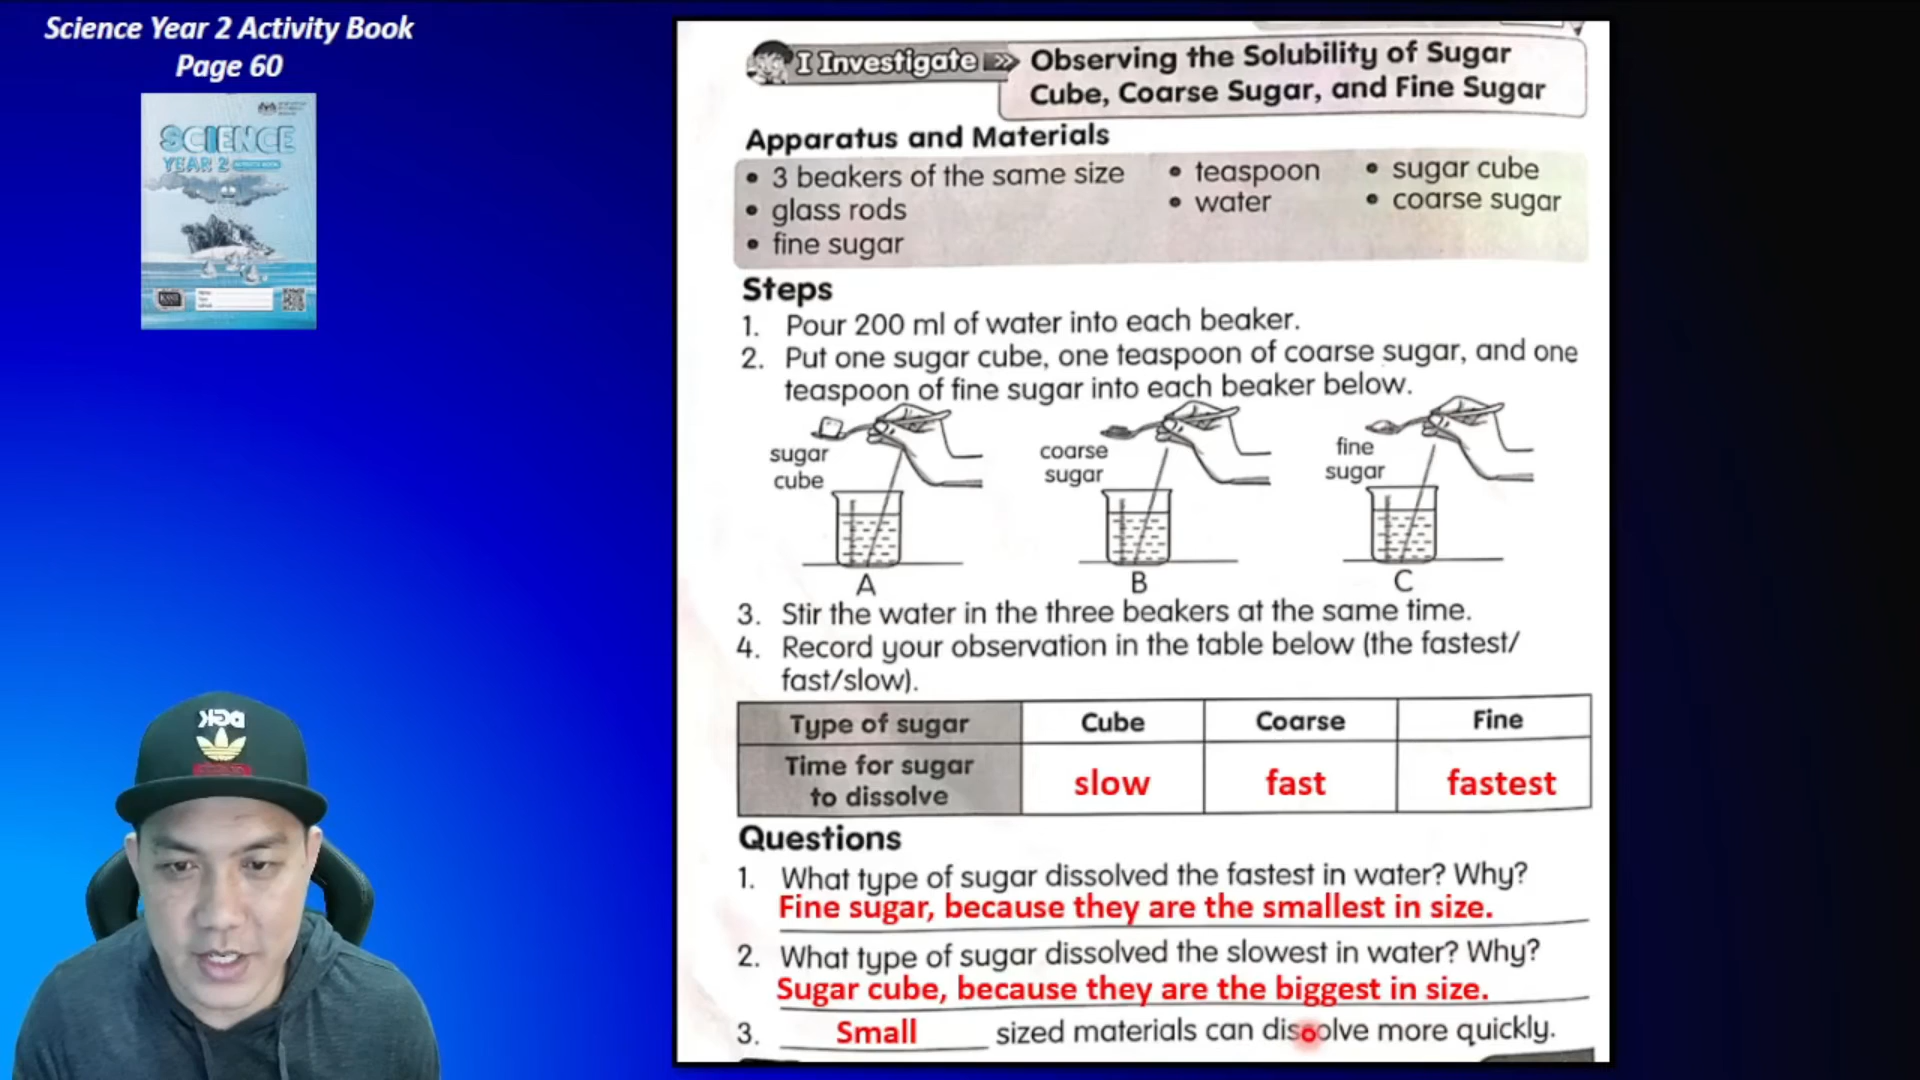 Science Year 2 Activity Book
Page 60
SCIENCE
YEAR 2
I Investigate
Observing the Solubility of Sugar
Cube, Coarse Sugar, and Fine Sugar
Apparatus and Materials
• 3 beakers of the same size
• glass rods
• fine sugar
• teaspoon
• water
• sugar cube
• coarse sugar
Steps
1. Pour 200 ml of water into each beaker.
2. Put one sugar cube, one teaspoon of coarse sugar, and one
teaspoon of fine sugar into each beaker below.
sugar
cube
coarse
sugar
fine
sugar
A B C
3. Stir the water in the three beakers at the same time.
4. Record your observation in the table below (the fastest/
fast/slow).
Type of sugar Cube Coarse Fine
Time for sugar
to dissolve
slow fast fastest
Questions
1. What type of sugar dissolved the fastest in water? Why?
Fine sugar, because they are the smallest in size.
2. What type of sugar dissolved the slowest in water? Why?
Sugar cube, because they are the biggest in size.
3. Small sized materials can dissolve more quickly.
DGK